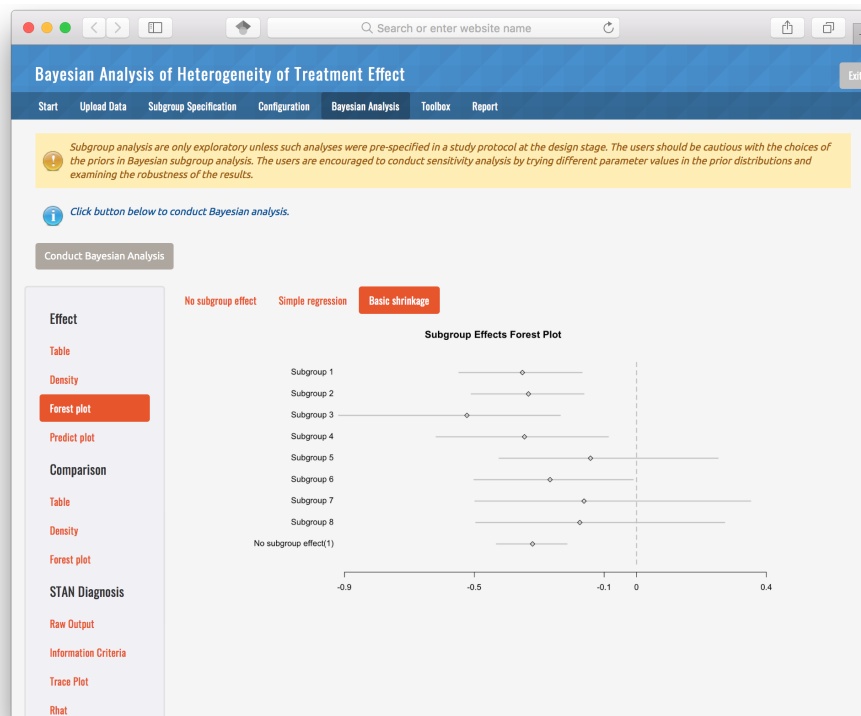 Search or enter website name
Bayesian Analysis of Heterogeneity of Treatment Effect
Start Upload Data Subgroup Specification Configuration Bayesian Analysis Toolbox Report
Subgroup analysis are only exploratory unless such analyses were pre-specified in a study protocol at the design stage. The users should be cautious with the choices of
the priors in Bayesian subgroup analysis. The users are encouraged to conduct sensitivity analysis by trying different parameter values in the prior distributions and
examining the robustness of the results.
Click button below to conduct Bayesian analysis.
Conduct Bayesian Analysis
Effect
Table
Density
Forest plot
Predict plot
Comparison
Table
Density
Forest plot
STAN Diagnosis
Raw Output
Information Criteria
Trace Plot
Rhat
No subgroup effect Simple regression Basic shrinkage
Subgroup Effects Forest Plot
Subgroup 1
Subgroup 2
Subgroup 3
Subgroup 4
Subgroup 5
Subgroup 6
Subgroup 7
Subgroup 8
No subgroup effect(1)
-0.9 -0.5 -0.1 0 0.4